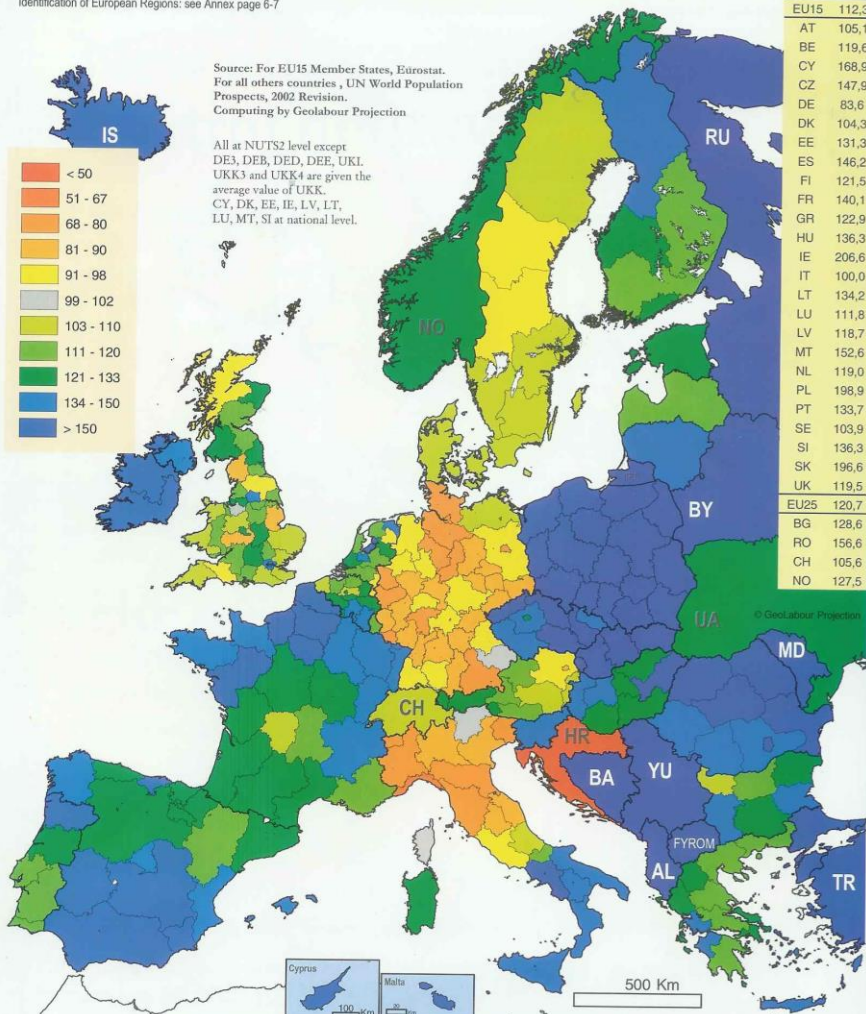 Identification of European Regions: see Annex page 6-7
Source: For EU15 Member States, Eurostat.
For all others countries , UN World Population
Prospects, 2002 Revision.
Computing by Geolabour Projection
All at NUTS2 level except
DE3, DEB, DED, DEE, UKI.
UKK3 and UKK4 are given the
average value of UKK.
CY, DK, EE, IE, LV, LT,
LU, MT, SI at national level.
< 50
51 - 67
68 - 80
81 - 90
91 - 98
99 - 102
103 - 110
111 - 120
121 - 133
134 - 150
> 150
IS
RU
NO
BY
UA
MD
CH
HR
BA
YU
FYROM
AL
TR
© GeoLabour Projection
EU15 112,3
AT 105,1
BE 119,6
CY 168,9
CZ 147,9
DE 83,6
DK 104,3
EE 131,3
ES 146,2
FI 121,5
FR 140,1
GR 122,9
HU 136,3
IE 206,6
IT 100,0
LT 134,2
LU 111,8
LV 118,7
MT 152,6
NL 119,0
PL 198,9
PT 133,7
SE 103,9
SI 136,3
SK 196,6
UK 119,5
EU25 120,7
BG 128,6
RO 156,6
CH 105,6
NO 127,5
Cyprus
100 Km
Malta
20
500 Km